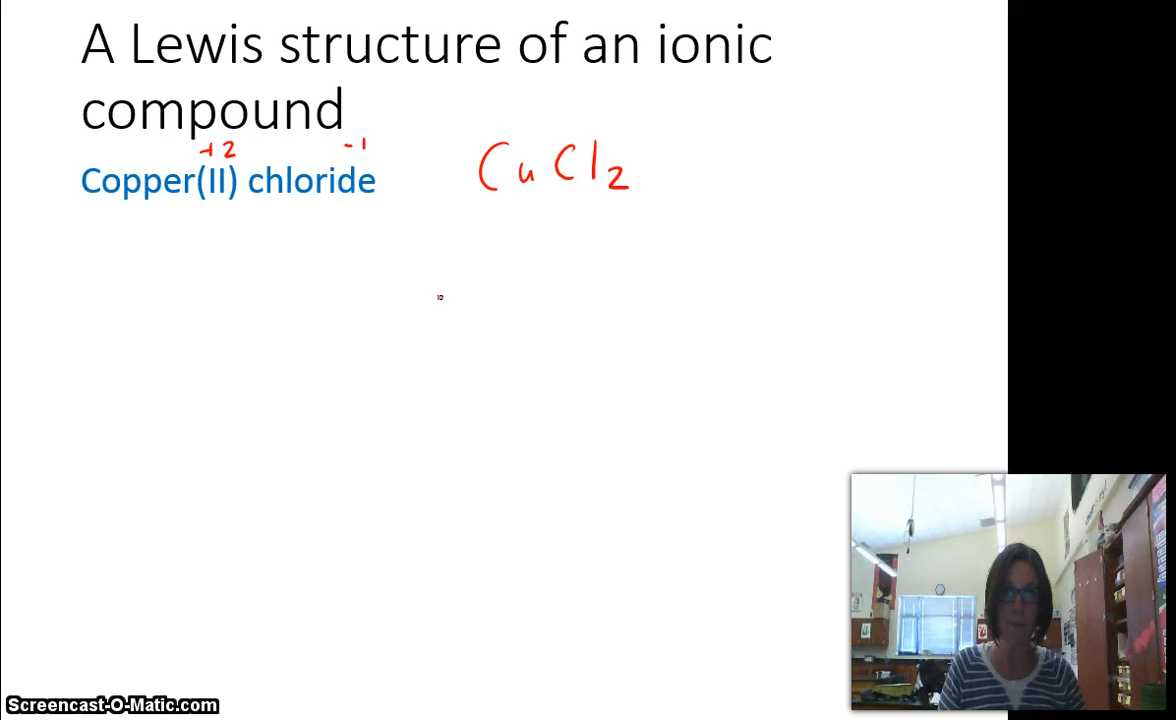 A Lewis structure of an ionic
compound
+2 -1
Copper(II) chloride CuCl2
Screencast-O-Matic.com